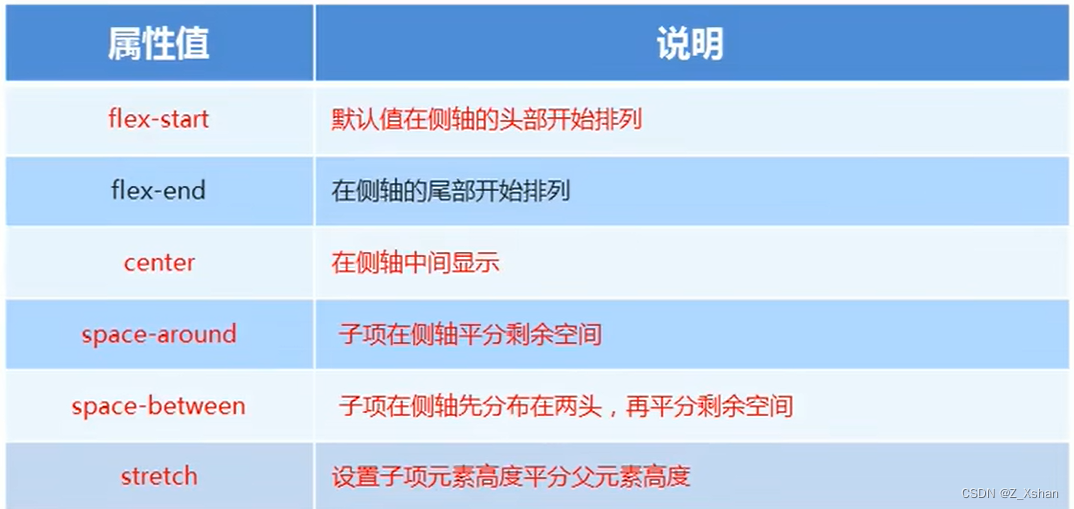 属性值 说明
flex-start 默认值在侧轴的头部开始排列
flex-end 在侧轴的尾部开始排列
center 在侧轴中间显示
space-around 子项在侧轴平分剩余空间
space-between 子项在侧轴先分布在两头，再平分剩余空间
stretch 设置子项元素高度平分父元素高度
CSDN @Z_Xshan